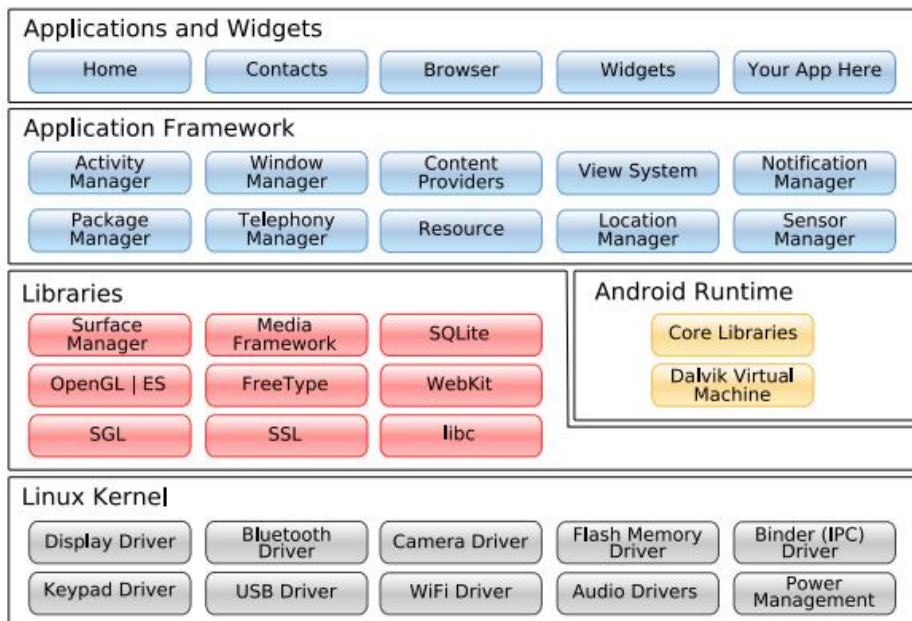 Applications and Widgets
Home
Contacts
Browser
Widgets
Your App Here
Application Framework
Activity
Manager
Window
Manager
Content
Providers
View System
Notification
Manager
Package
Manager
Telephony
Manager
Resource
Location
Manager
Sensor
Manager
Libraries
Surface
Manager
Media
Framework
SQLite
OpenGL | ES
FreeType
WebKit
SGL
SSL
libc
Android Runtime
Core Libraries
Dalvik Virtual
Machine
Linux Kernel
Display Driver
Bluetooth
Driver
Camera Driver
Flash Memory
Driver
Binder (IPC)
Driver
Keypad Driver
USB Driver
WiFi Driver
Audio Drivers
Power
Management